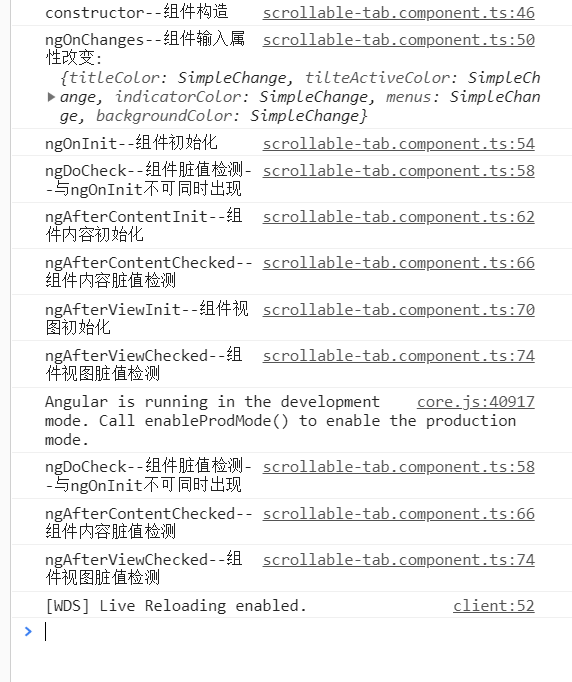 constructor--组件构造 scrollable-tab.component.ts:46
ngOnChanges--组件输入属 scrollable-tab.component.ts:50
性改变:
{titleColor: SimpleChange, tilteActiveColor: SimpleCh
ange, indicatorColor: SimpleChange, menus: SimpleChan
ge, backgroundColor: SimpleChange}
ngOnInit--组件初始化 scrollable-tab.component.ts:54
ngDoCheck--组件脏值检测- scrollable-tab.component.ts:58
-与ngOnInit不可同时出现
ngAfterContentInit--组 scrollable-tab.component.ts:62
件内容初始化
ngAfterContentChecked-- scrollable-tab.component.ts:66
组件内容脏值检测
ngAfterViewInit--组件视 scrollable-tab.component.ts:70
图初始化
ngAfterViewChecked--组 scrollable-tab.component.ts:74
件视图脏值检测
Angular is running in the development core.js:40917
mode. Call enableProdMode() to enable the production
mode.
ngDoCheck--组件脏值检测- scrollable-tab.component.ts:58
-与ngOnInit不可同时出现
ngAfterContentChecked-- scrollable-tab.component.ts:66
组件内容脏值检测
ngAfterViewChecked--组 scrollable-tab.component.ts:74
件视图脏值检测
[WDS] Live Reloading enabled. client:52